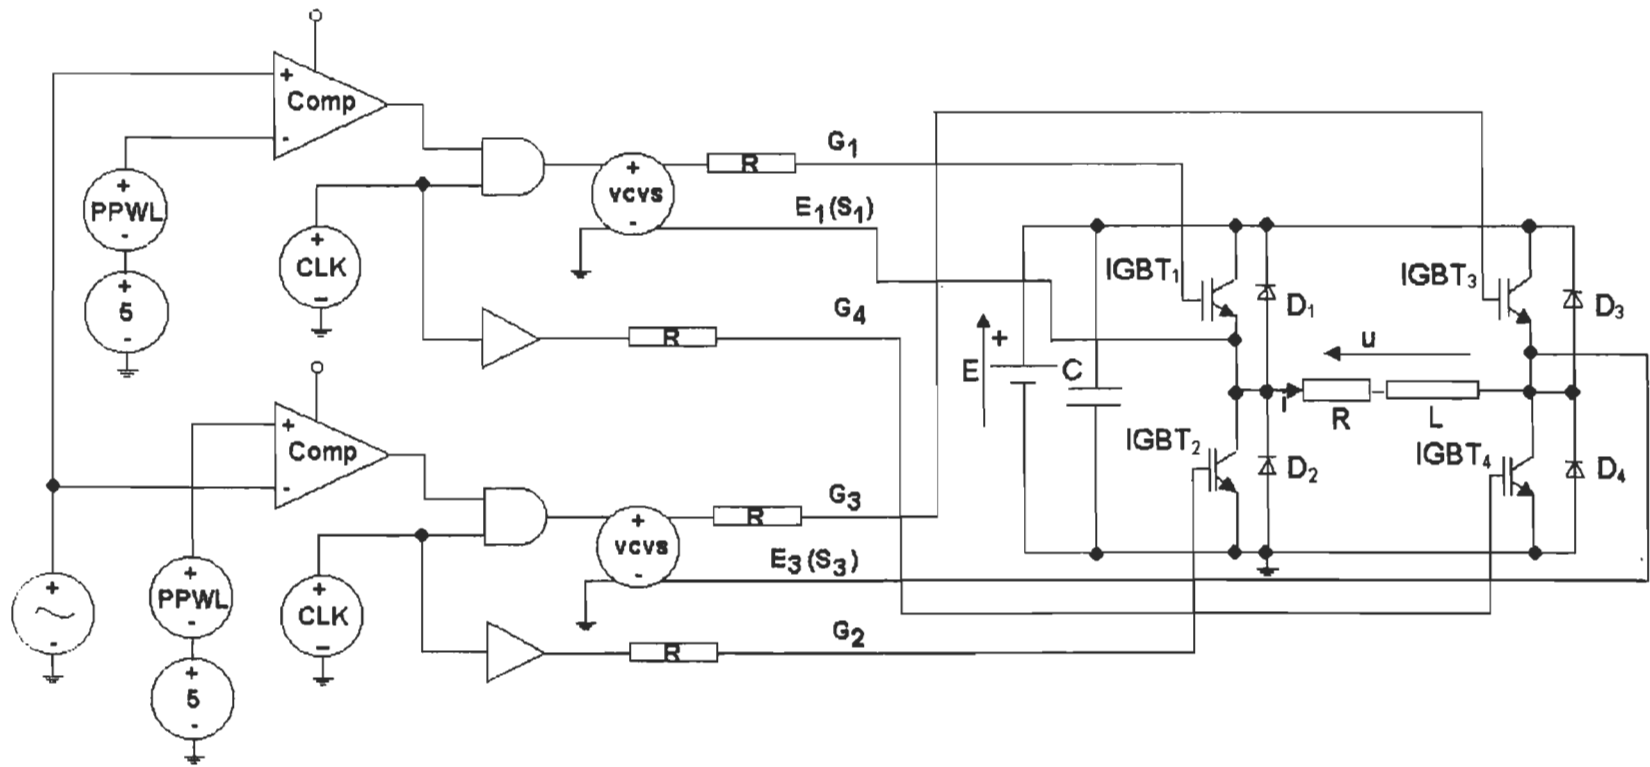 +
Comp
-
+
PPWL
-
+
5
-
+
CLK
-
+
VCVS
-
R
G1
E1(S1)
R
G4
+
Comp
-
+
PPWL
-
+
5
-
+
-
+
CLK
-
+
VCVS
-
R
G3
E3(S3)
R
G2
IGBT1
D1
IGBT3
D3
+
E
C
u
i
R
L
IGBT2
D2
IGBT4
D4